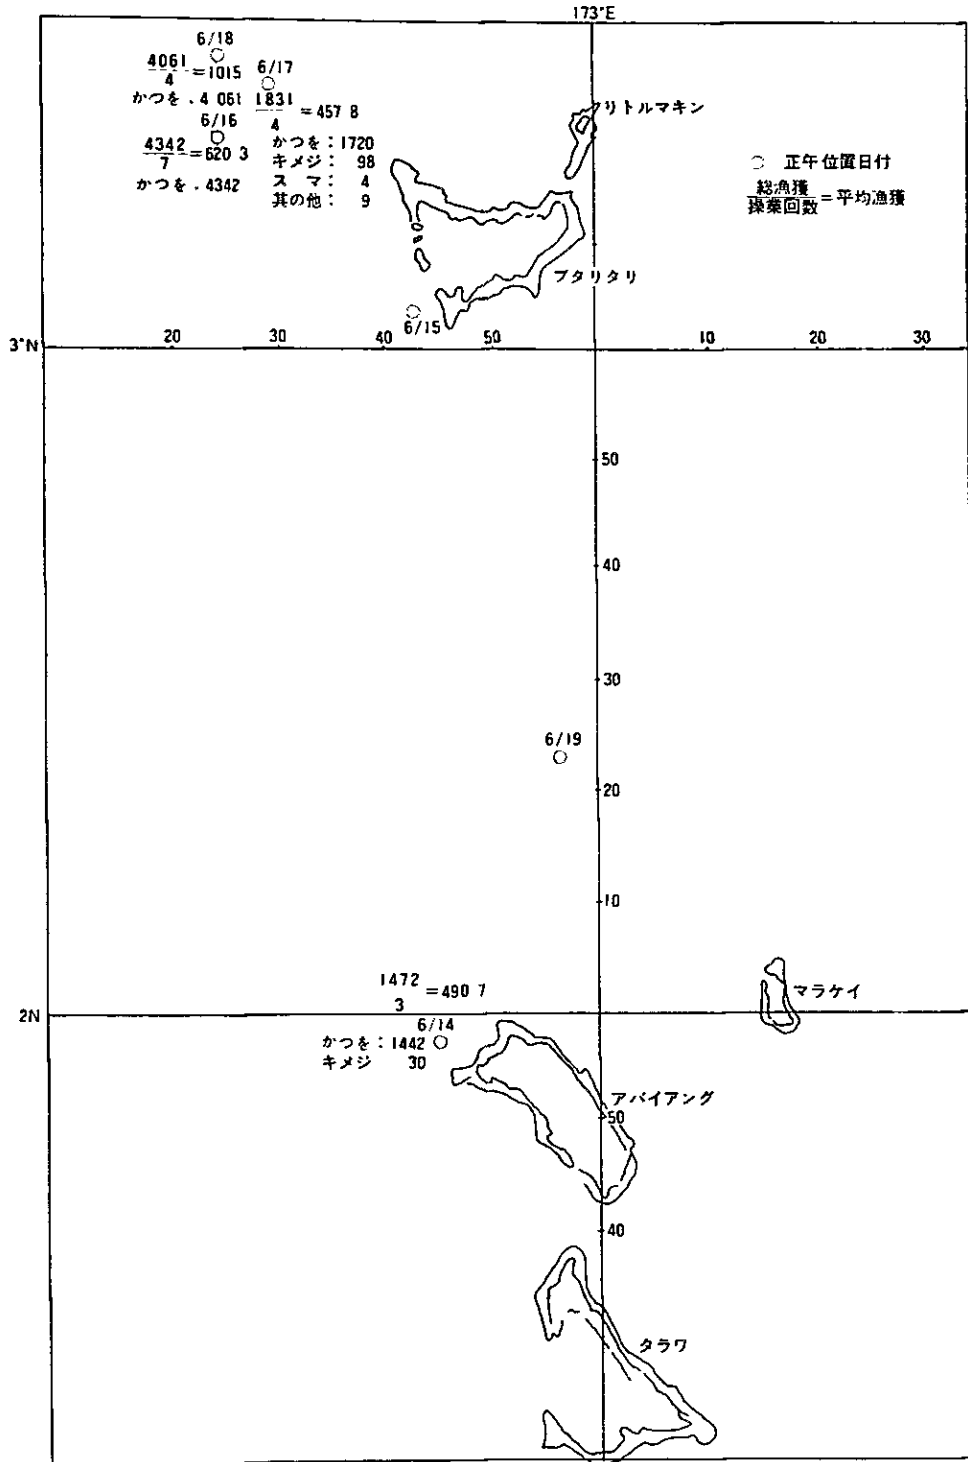 173°E
6/18
4061
4
=1015
6/17
かつを．4 061
1831
4
= 457 8
6/16
4342
7
=620 3
かつを．4342
かつを：1720
キメジ： 98
スマ： 4
其の他： 9
リトルマキン
○ 正午位置日付
総漁獲
操業回数
=平均漁獲
ブタリタリ
6/15
3°N
20 30 40 50 10 20 30
50
40
30
6/19
20
10
1472
3
=490 7
マラケイ
2N
6/14
かつを：1442
キメジ 30
アバイアング
50
40
タラワ